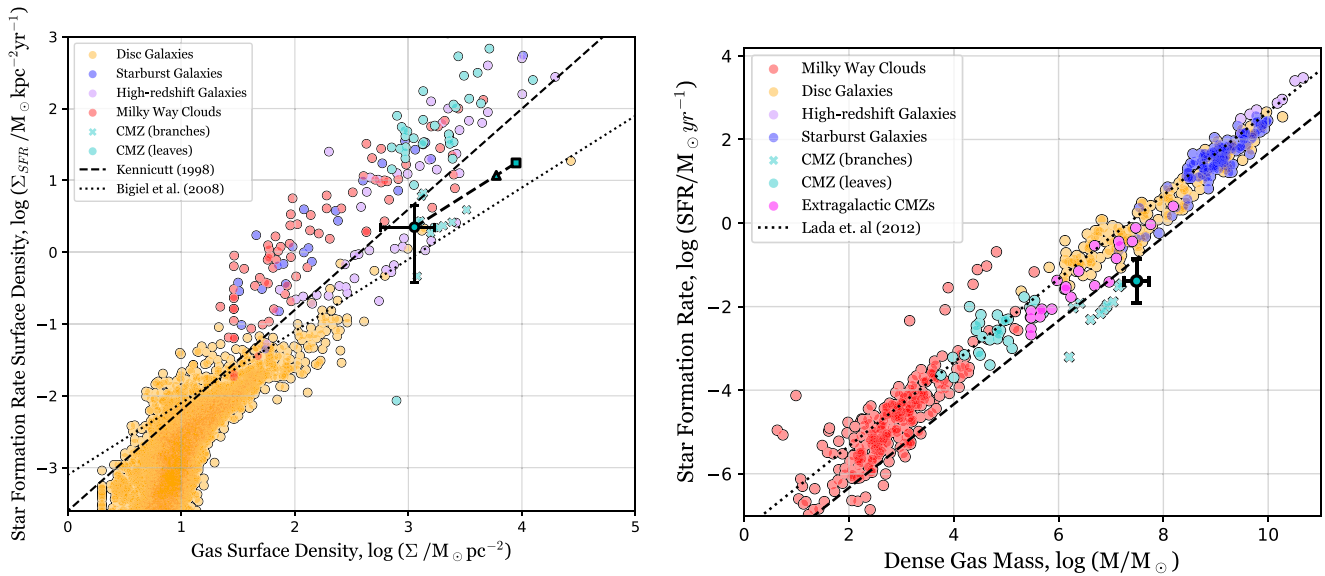 Star Formation Rate Surface Density, log (Σ_SFR /M⊙ kpc⁻²yr⁻¹)
3
2
1
0
−1
−2
−3
Disc Galaxies
Starburst Galaxies
High-redshift Galaxies
Milky Way Clouds
CMZ (branches)
CMZ (leaves)
Kennicutt (1998)
Bigiel et al. (2008)
0 1 2 3 4 5
Gas Surface Density, log (Σ /M⊙ pc⁻²)
Star Formation Rate, log (SFR/M⊙ yr⁻¹)
4
2
0
−2
−4
−6
Milky Way Clouds
Disc Galaxies
High-redshift Galaxies
Starburst Galaxies
CMZ (branches)
CMZ (leaves)
Extragalactic CMZs
Lada et. al (2012)
0 2 4 6 8 10
Dense Gas Mass, log (M/M⊙)